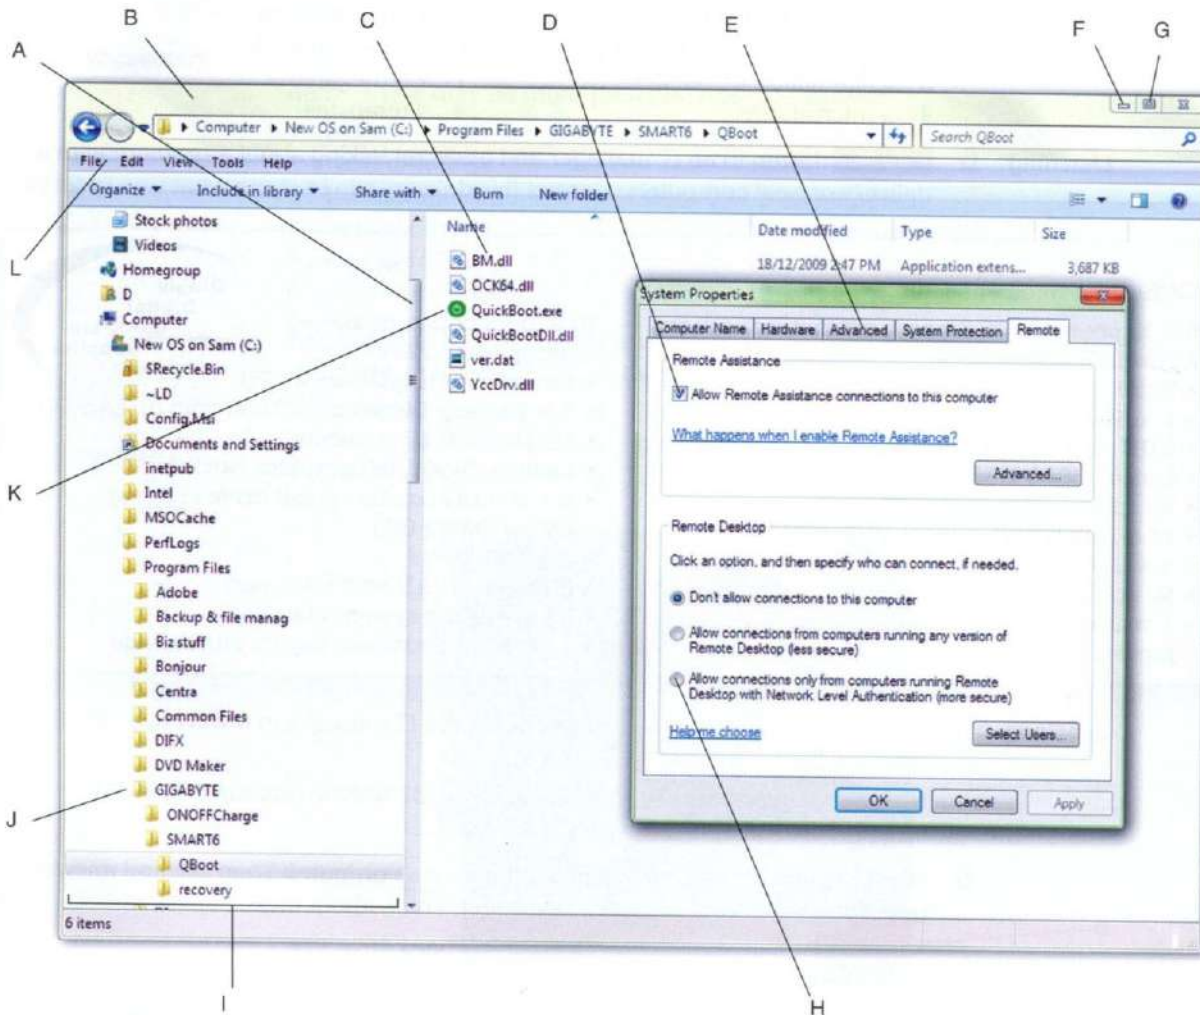 A B C D E F G
Computer New OS on Sam (C:) Program Files GIGABYTE SMART6 QBoot
Search QBoot
File Edit View Tools Help
Organize Include in library Share with Burn New folder
L
K
J
I
H
Stock photos
Videos
Homegroup
D
Computer
New OS on Sam (C:)
$Recycle.Bin
~LD
Config.Msi
Documents and Settings
inetpub
Intel
MSOCache
PerfLogs
Program Files
Adobe
Backup & file manag
Biz stuff
Bonjour
Centra
Common Files
DIFX
DVD Maker
GIGABYTE
ONOFFCharge
SMART6
QBoot
recovery
6 items
Name Date modified Type Size
BM.dll 18/12/2009 2:47 PM Application extens... 3,687 KB
OCK64.dll
QuickBoot.exe
QuickBootDll.dll
ver.dat
YccDrv.dll
System Properties
Computer Name Hardware Advanced System Protection Remote
Remote Assistance
Allow Remote Assistance connections to this computer
What happens when I enable Remote Assistance?
Advanced...
Remote Desktop
Click an option, and then specify who can connect, if needed.
Don't allow connections to this computer
Allow connections from computers running any version of
Remote Desktop (less secure)
Allow connections only from computers running Remote
Desktop with Network Level Authentication (more secure)
Help me choose
Select Users...
OK Cancel Apply